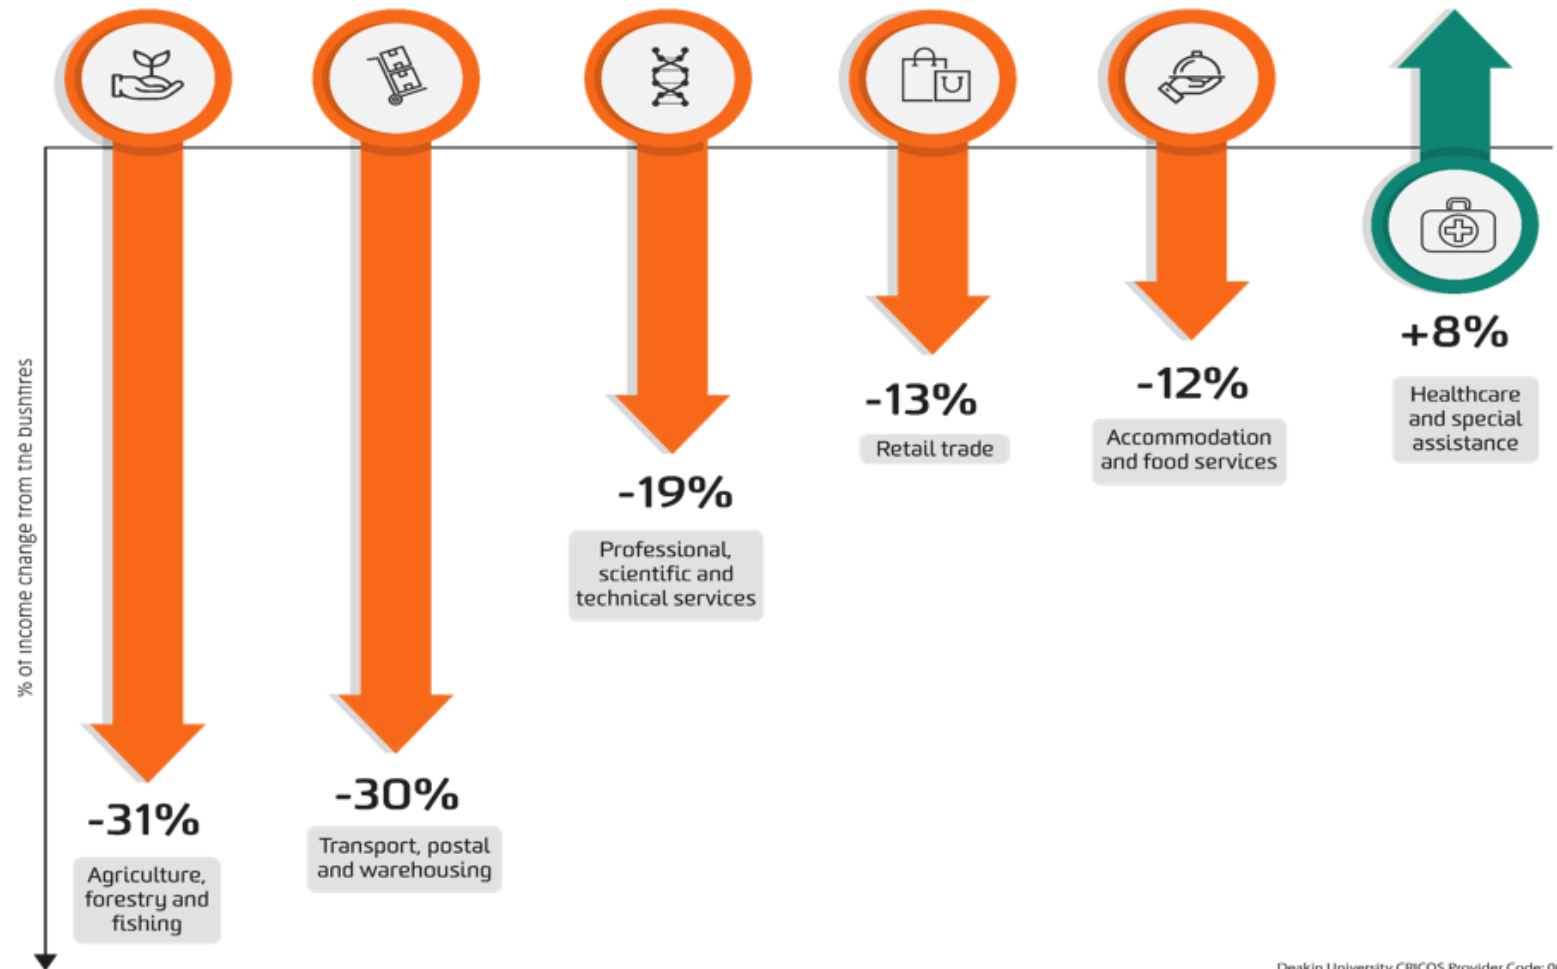 % of income change from the bushfires
-31%
Agriculture,
forestry and
fishing
-30%
Transport, postal
and warehousing
-19%
Professional,
scientific and
technical services
-13%
Retail trade
-12%
Accommodation
and food services
+8%
Healthcare
and special
assistance
Deakin University CRICOS Provider Code: